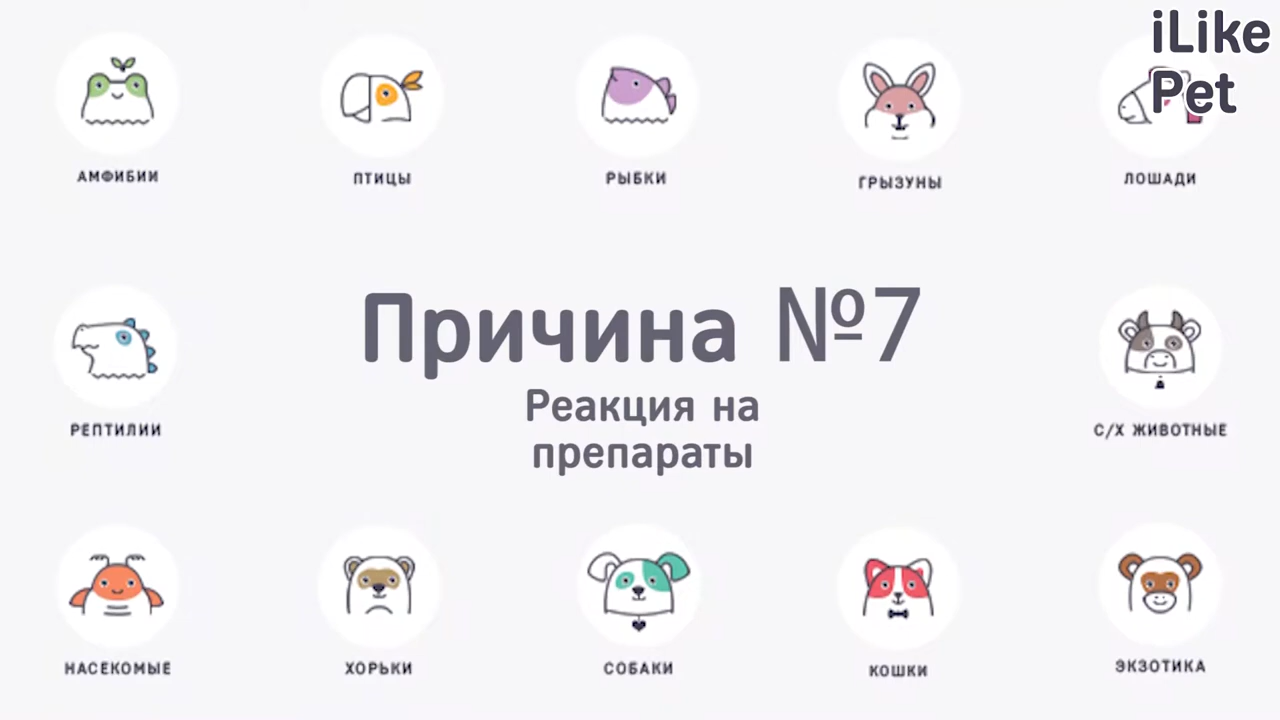 iLike
Pet
АМФИБИИ
ПТИЦЫ
РЫБКИ
ГРЫЗУНЫ
ЛОШАДИ
Причина №7
Реакция на
препараты
РЕПТИЛИИ
С/Х ЖИВОТНЫЕ
НАСЕКОМЫЕ
ХОРЬКИ
СОБАКИ
КОШКИ
ЭКЗОТИКА